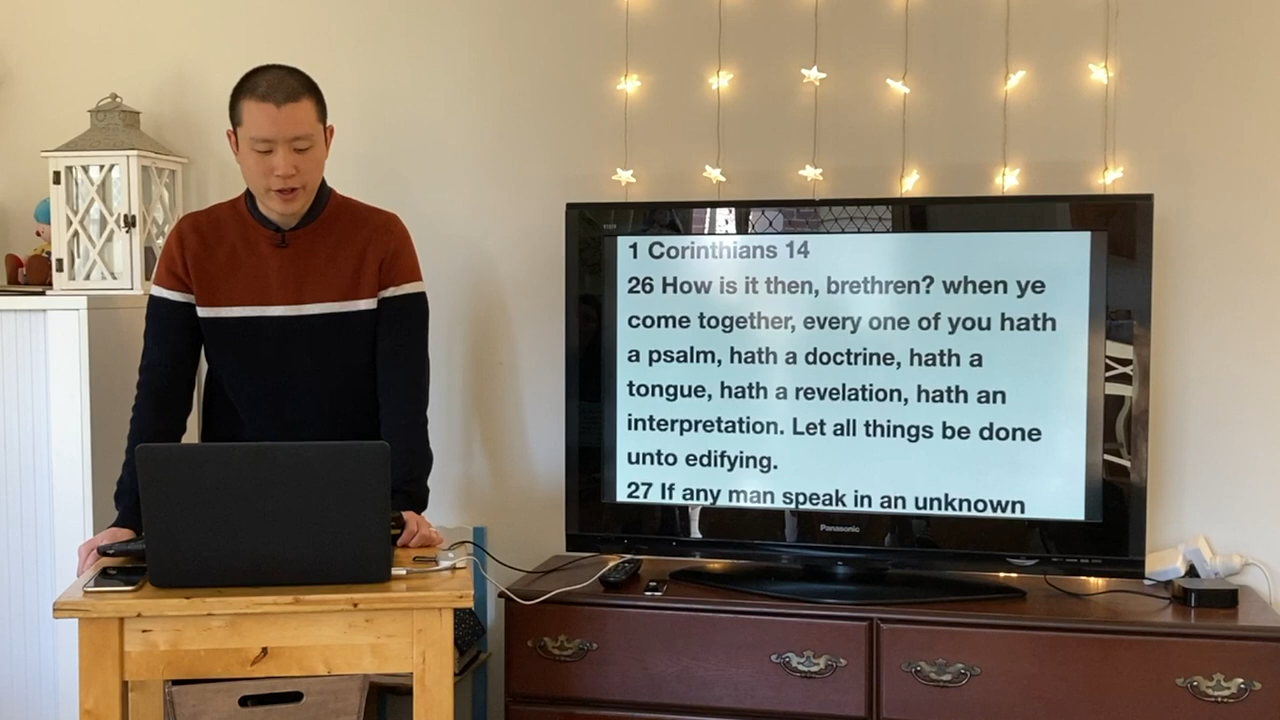 1 Corinthians 14
26 How is it then, brethren? when ye
come together, every one of you hath
a psalm, hath a doctrine, hath a
tongue, hath a revelation, hath an
interpretation. Let all things be done
unto edifying.
27 If any man speak in an unknown
Panasonic